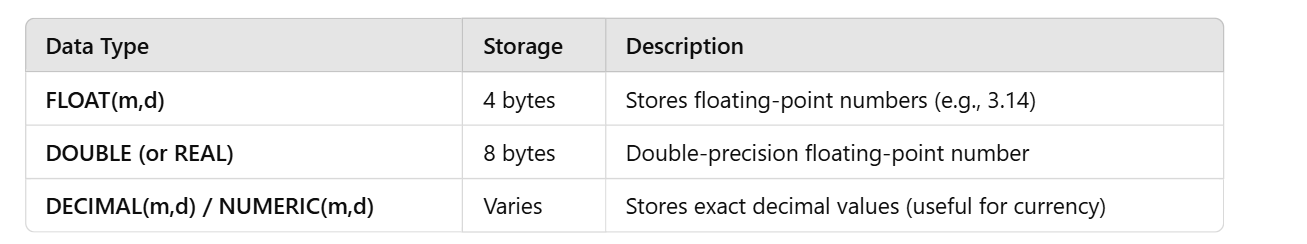 Data Type Storage Description
FLOAT(m,d) 4 bytes Stores floating-point numbers (e.g., 3.14)
DOUBLE (or REAL) 8 bytes Double-precision floating-point number
DECIMAL(m,d) / NUMERIC(m,d) Varies Stores exact decimal values (useful for currency)